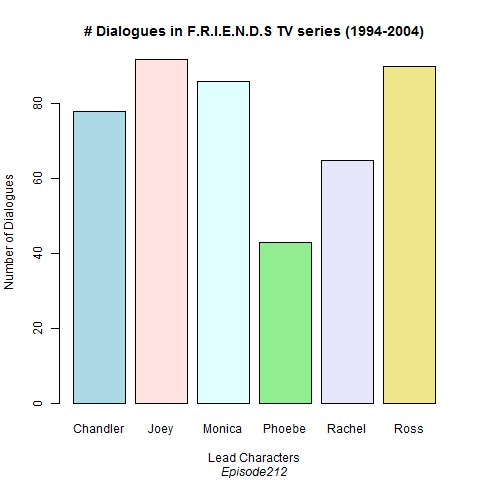 # Dialogues in F.R.I.E.N.D.S TV series (1994-2004)
Number of Dialogues
80
60
40
20
0
Chandler Joey Monica Phoebe Rachel Ross
Lead Characters
Episode212